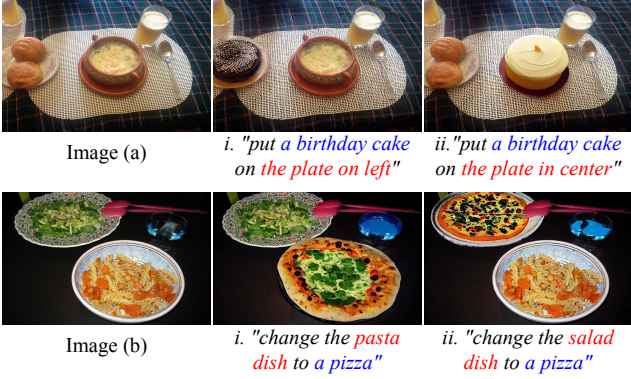 Image (a)
i. "put a birthday cake
on the plate on left"
ii."put a birthday cake
on the plate in center"
Image (b)
i. "change the pasta
dish to a pizza"
ii. "change the salad
dish to a pizza"